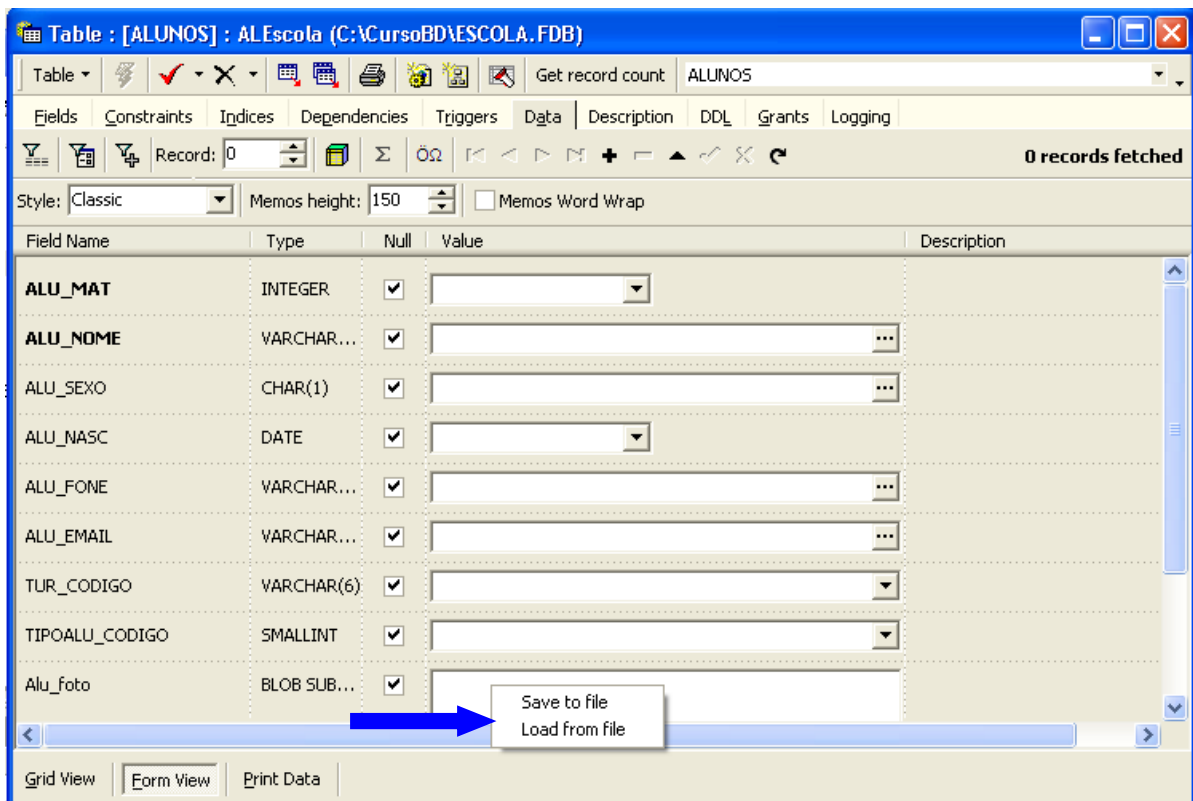 Table : [ALUNOS] : ALEscola (C:\CursoBD\ESCOLA.FDB)
Table Get record count ALUNOS
Fields Constraints Indices Dependencies Triggers Data Description DDL Grants Logging
Record: 0 Σ ÖΩ 0 records fetched
Style: Classic Memos height: 150 Memos Word Wrap
Field Name Type Null Value Description
ALU_MAT INTEGER
ALU_NOME VARCHAR...
ALU_SEXO CHAR(1)
ALU_NASC DATE
ALU_FONE VARCHAR...
ALU_EMAIL VARCHAR...
TUR_CODIGO VARCHAR(6)
TIPOALU_CODIGO SMALLINT
Alu_foto BLOB SUB...
Save to file
Load from file
Grid View Form View Print Data